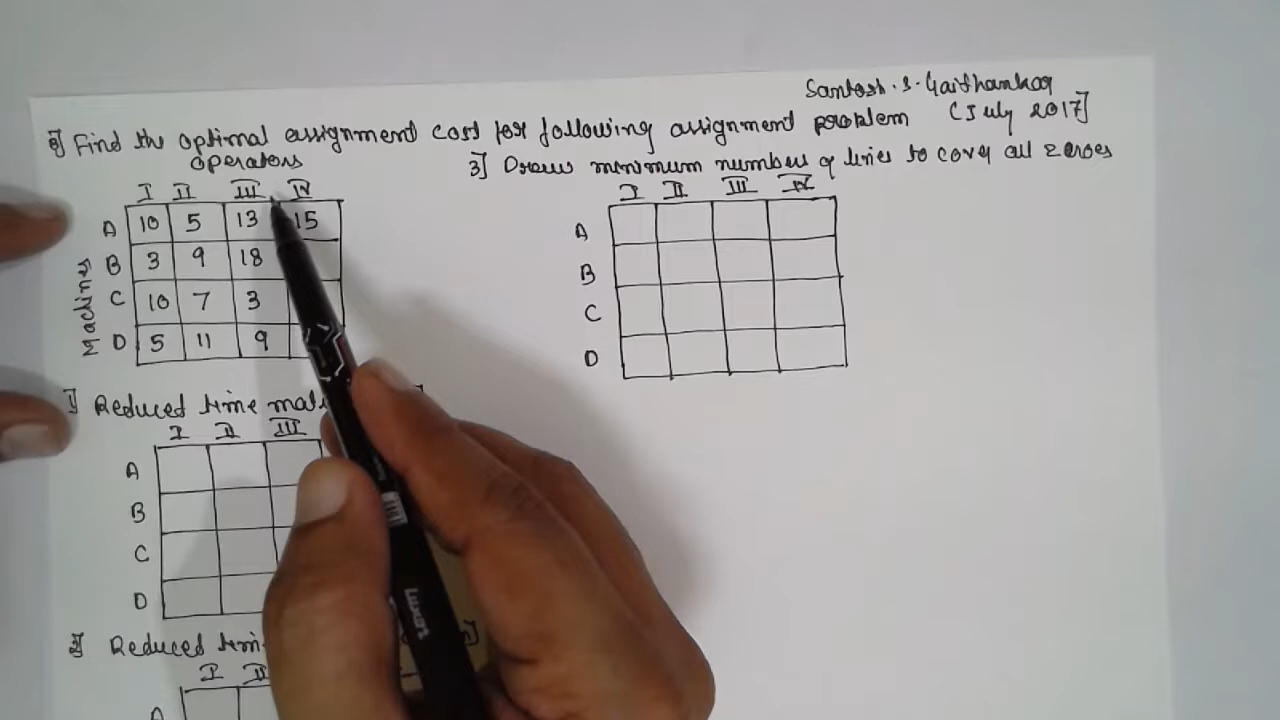 Santosh. S. Gaithankar
Q] Find the optimal assignment cost for following assignment problem (July 2017]
operators
I II III IV
A 10 5 13 15
B 3 9 18
C 10 7 3
D 5 11 9
Machines
1] Reduced time
I II III
A
B
C
D
2] Reduced
I II
A
3] Draw minimum number of lines to cover all zeroes
I II III IV
A
B
C
D
Luxor